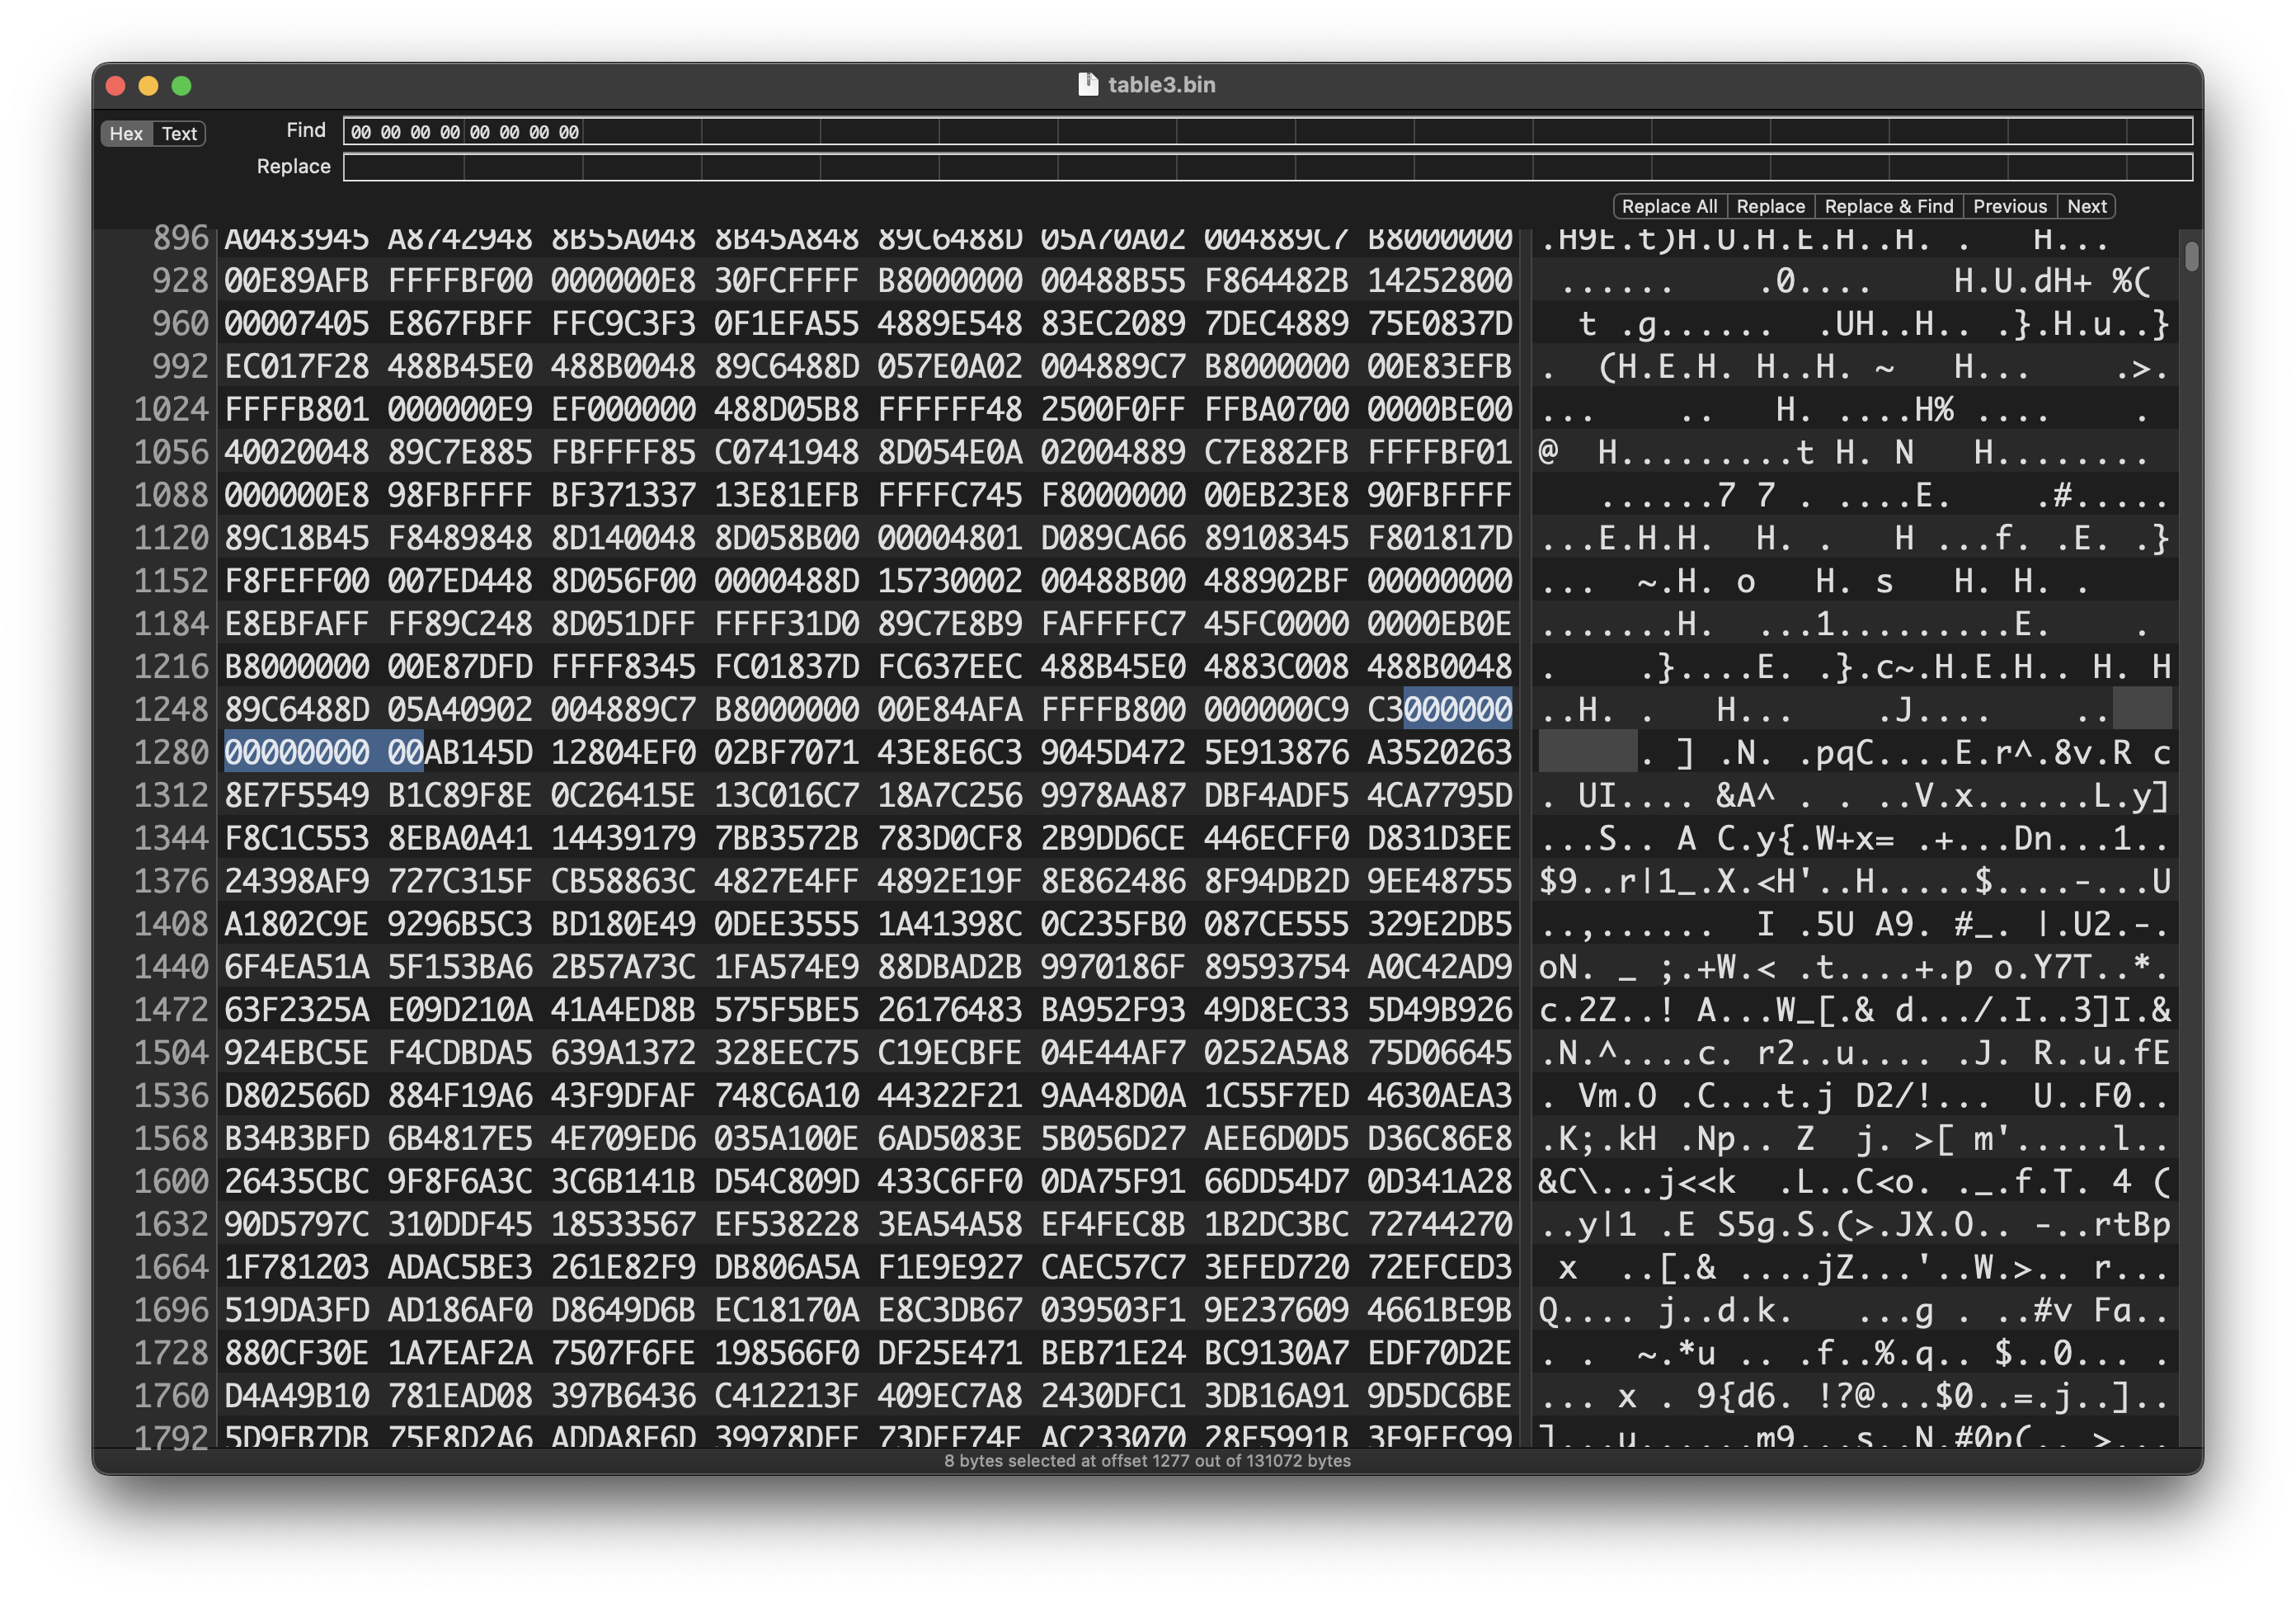 table3.bin
Hex Text Find 00 00 00 00 00 00 00 00
Replace
Replace All Replace Replace & Find Previous Next
896 A0483945 A8742948 8B55A048 8B45A848 89C6488D 05A70A02 004889C7 B8000000 .H9E.t)H.U.H.E.H..H. . H...
928 00E89AFB FFFFBF00 000000E8 30FCFFFF B8000000 00488B55 F864482B 14252800 ...... .0.... H.U.dH+ %(
960 00007405 E867FBFF FFC9C3F3 0F1EFA55 4889E548 83EC2089 7DEC4889 75E0837D t .g...... .UH..H.. .}.H.u..}
992 EC017F28 488B45E0 488B0048 89C6488D 057E0A02 004889C7 B8000000 00E83EFB . (H.E.H. H..H. ~ H... .>.
1024 FFFFB801 000000E9 EF000000 488D05B8 FFFFFF48 2500F0FF FFBA0700 0000BE00 ... .. H. ....H% .... .
1056 40020048 89C7E885 FBFFFF85 C0741948 8D054E0A 02004889 C7E882FB FFFFBF01 @ H.........t H. N H........
1088 000000E8 98FBFFFF BF371337 13E81EFB FFFFC745 F8000000 00EB23E8 90FBFFFF ......7 7 . ....E. .#.....
1120 89C18B45 F8489848 8D140048 8D058B00 00004801 D089CA66 89108345 F801817D ...E.H.H. H. . H ...f. .E. .}
1152 F8FEFF00 007ED448 8D056F00 0000488D 15730002 00488B00 488902BF 00000000 ... ~.H. o H. s H. H. .
1184 E8EBFAFF FF89C248 8D051DFF FFFF31D0 89C7E8B9 FAFFFFC7 45FC0000 0000EB0E .......H. ...1.........E. .
1216 B8000000 00E87DFD FFFF8345 FC01837D FC637EEC 488B45E0 4883C008 488B0048 . .}....E. .}.c~.H.E.H.. H. H
1248 89C6488D 05A40902 004889C7 B8000000 00E84AFA FFFFB800 000000C9 C3000000 ..H. . H... .J.... ..
1280 00000000 00AB145D 12804EF0 02BF7071 43E8E6C3 9045D472 5E913876 A3520263 . ] .N. .pqC....E.r^.8v.R c
1312 8E7F5549 B1C89F8E 0C26415E 13C016C7 18A7C256 9978AA87 DBF4ADF5 4CA7795D . UI.... &A^ . . ..V.x......L.y]
1344 F8C1C553 8EBA0A41 14439179 7BB3572B 783D0CF8 2B9DD6CE 446ECFF0 D831D3EE ...S.. A C.y{.W+x= .+...Dn...1..
1376 24398AF9 727C315F CB58863C 4827E4FF 4892E19F 8E862486 8F94DB2D 9EE48755 $9..r|1_.X.<H'..H.....$....-...U
1408 A1802C9E 9296B5C3 BD180E49 0DEE3555 1A41398C 0C235FB0 087CE555 329E2DB5 ..,...... I .5U A9. #_. |.U2.-.
1440 6F4EA51A 5F153BA6 2B57A73C 1FA574E9 88DBAD2B 9970186F 89593754 A0C42AD9 oN. _ ;.+W.< .t....+.p o.Y7T..*.
1472 63F2325A E09D210A 41A4ED8B 575F5BE5 26176483 BA952F93 49D8EC33 5D49B926 c.2Z..! A...W_[.& d.../.I..3]I.&
1504 924EBC5E F4CDBDA5 639A1372 328EEC75 C19ECBFE 04E44AF7 0252A5A8 75D06645 .N.^....c. r2..u.... .J. R..u.fE
1536 D802566D 884F19A6 43F9DFAF 748C6A10 44322F21 9AA48D0A 1C55F7ED 4630AEA3 . Vm.O .C...t.j D2/!... U..F0..
1568 B34B3BFD 6B4817E5 4E709ED6 035A100E 6AD5083E 5B056D27 AEE6D0D5 D36C86E8 .K;.kH .Np.. Z j. >[ m'.....l..
1600 26435CBC 9F8F6A3C 3C6B141B D54C809D 433C6FF0 0DA75F91 66DD54D7 0D341A28 &C\...j<<k .L..C<o. ._.f.T. 4 (
1632 90D5797C 310DDF45 18533567 EF538228 3EA54A58 EF4FEC8B 1B2DC3BC 72744270 ..y|1 .E S5g.S.(>.JX.O.. -..rtBp
1664 1F781203 ADAC5BE3 261E82F9 DB806A5A F1E9E927 CAEC57C7 3EFED720 72EFCED3 x ..[.& ....jZ...'..W.>.. r...
1696 519DA3FD AD186AF0 D8649D6B EC18170A E8C3DB67 039503F1 9E237609 4661BE9B Q.... j..d.k. ...g . ..#v Fa..
1728 880CF30E 1A7EAF2A 7507F6FE 198566F0 DF25E471 BEB71E24 BC9130A7 EDF70D2E . . ~.*u .. .f..%.q.. $..0... .
1760 D4A49B10 781EAD08 397B6436 C412213F 409EC7A8 2430DFC1 3DB16A91 9D5DC6BE ... x . 9{d6. !?@...$0..=.j..]..
1792 5D9FB7DB 75F8D2A6 ADDA8F6D 39978DFF 73DEF74F AC233070 28F5991B 3E9FFC99 ]...u......m9...s..N.#0p(.. >...
8 bytes selected at offset 1277 out of 131072 bytes